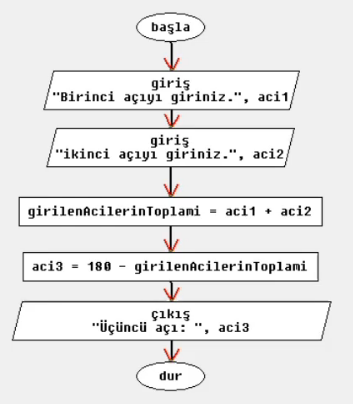 başla
giriş
"Birinci açıyı giriniz.", aci1
giriş
"ikinci açıyı giriniz.", aci2
girilenAcilerinToplami = aci1 + aci2
aci3 = 180 - girilenAcilerinToplami
çıkış
"Üçüncü açı: ", aci3
dur